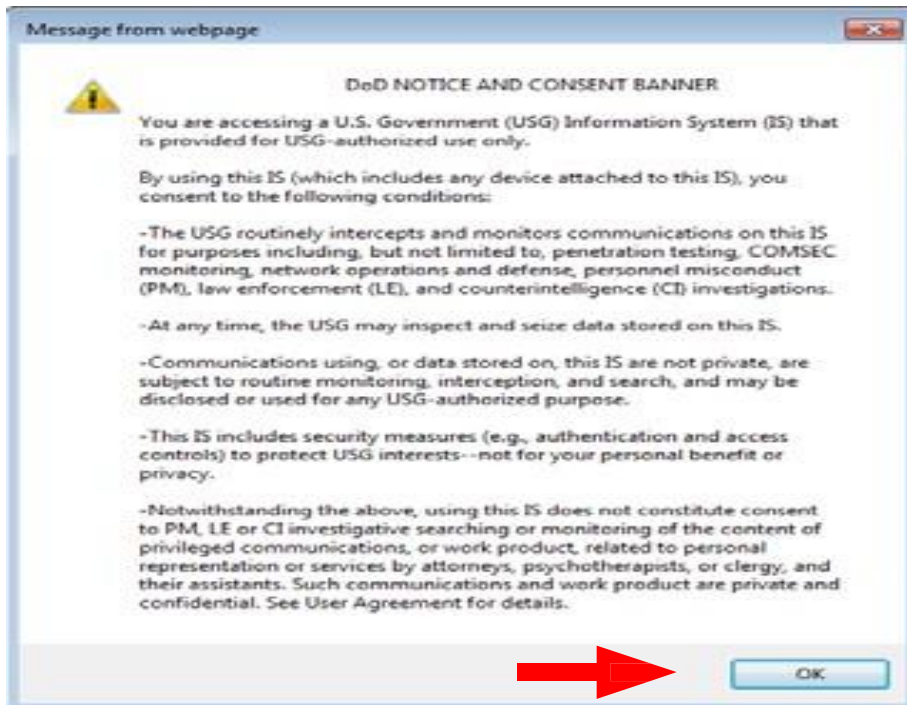 Message from webpage
DoD NOTICE AND CONSENT BANNER
You are accessing a U.S. Government (USG) Information System (IS) that
is provided for USG-authorized use only.
By using this IS (which includes any device attached to this IS), you
consent to the following conditions:
-The USG routinely intercepts and monitors communications on this IS
for purposes including, but not limited to, penetration testing, COMSEC
monitoring, network operations and defense, personnel misconduct
(PM), law enforcement (LE), and counterintelligence (CI) investigations.
-At any time, the USG may inspect and seize data stored on this IS.
-Communications using, or data stored on, this IS are not private, are
subject to routine monitoring, interception, and search, and may be
disclosed or used for any USG-authorized purpose.
-This IS includes security measures (e.g., authentication and access
controls) to protect USG interests--not for your personal benefit or
privacy.
-Notwithstanding the above, using this IS does not constitute consent
to PM, LE or CI investigative searching or monitoring of the content of
privileged communications, or work product, related to personal
representation or services by attorneys, psychotherapists, or clergy, and
their assistants. Such communications and work product are private and
confidential. See User Agreement for details.
OK